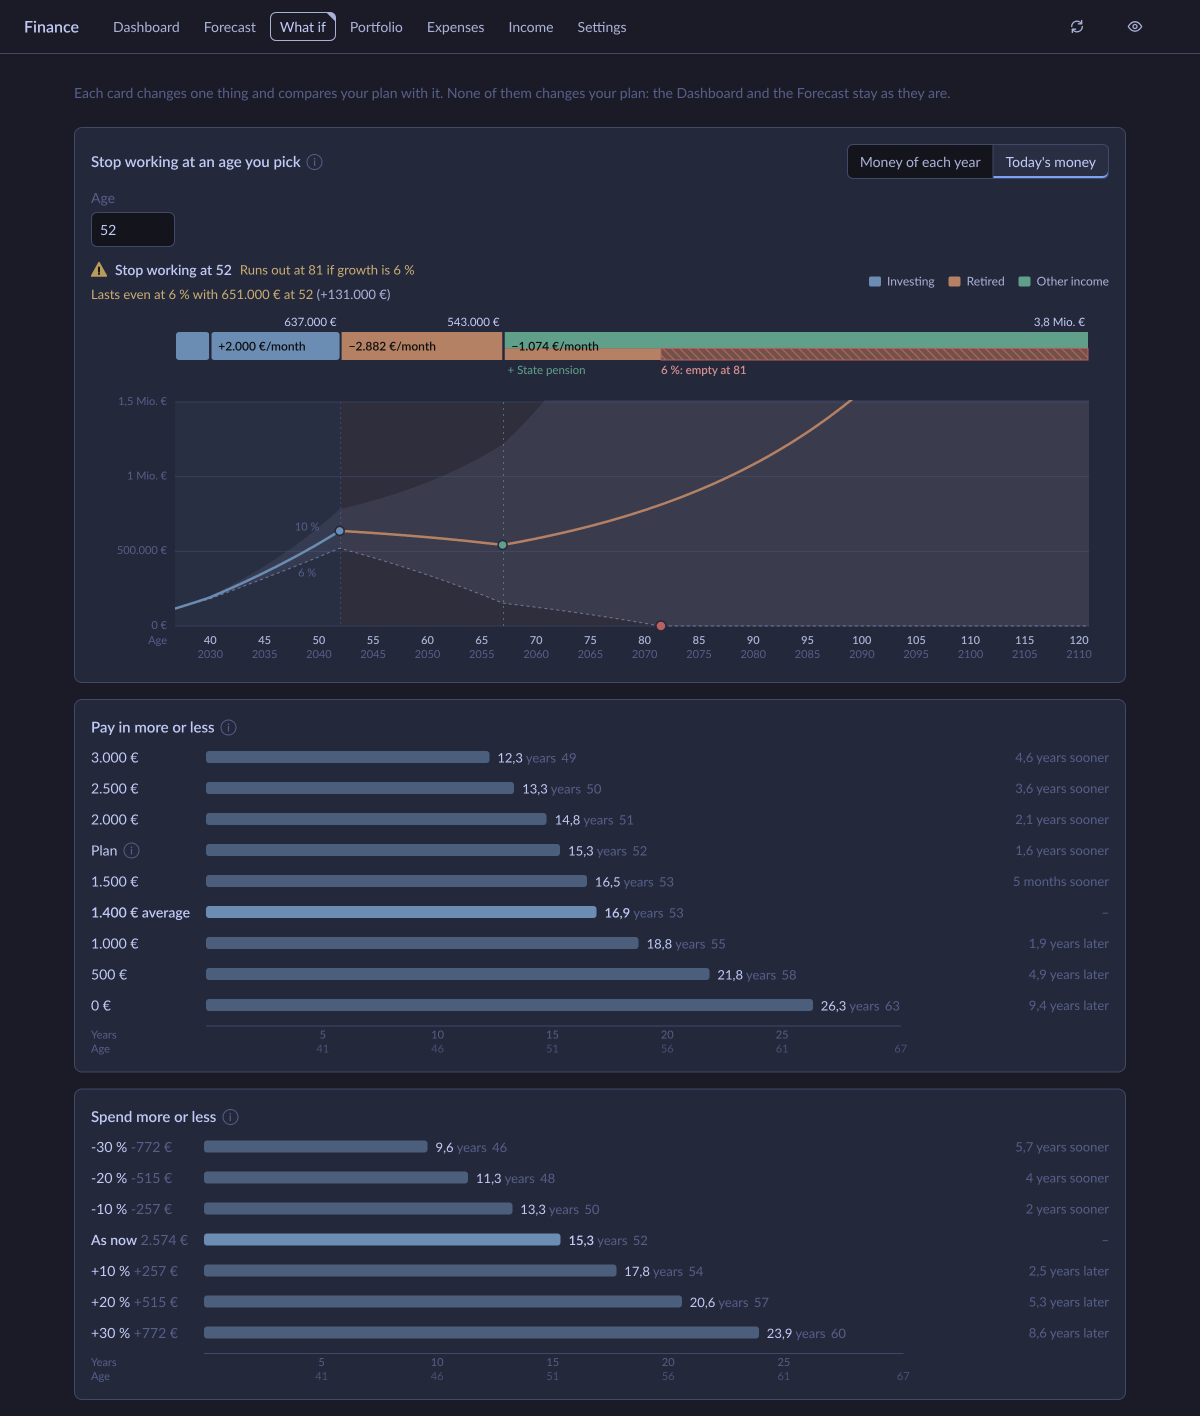 Finance Dashboard Forecast What if Portfolio Expenses Income Settings
Each card changes one thing and compares your plan with it. None of them changes your plan: the Dashboard and the Forecast stay as they are.
Stop working at an age you pick
Money of each year Today's money
Age
52
Stop working at 52 Runs out at 81 if growth is 6 %
Lasts even at 6 % with 651.000 € at 52 (+131.000 €)
Investing Retired Other income
637.000 € 543.000 € 3,8 Mio. €
+2.000 €/month −2.882 €/month −1.074 €/month
+ State pension 6 %: empty at 81
1,5 Mio. €
1 Mio. €
10 %
500.000 €
6 %
0 €
Age 40 45 50 55 60 65 70 75 80 85 90 95 100 105 110 115 120
2030 2035 2040 2045 2050 2055 2060 2065 2070 2075 2080 2085 2090 2095 2100 2105 2110
Pay in more or less
3.000 € 12,3 years 49 4,6 years sooner
2.500 € 13,3 years 50 3,6 years sooner
2.000 € 14,8 years 51 2,1 years sooner
Plan 15,3 years 52 1,6 years sooner
1.500 € 16,5 years 53 5 months sooner
1.400 € average 16,9 years 53 –
1.000 € 18,8 years 55 1,9 years later
500 € 21,8 years 58 4,9 years later
0 € 26,3 years 63 9,4 years later
Years 5 10 15 20 25
Age 41 46 51 56 61 67
Spend more or less
-30 % -772 € 9,6 years 46 5,7 years sooner
-20 % -515 € 11,3 years 48 4 years sooner
-10 % -257 € 13,3 years 50 2 years sooner
As now 2.574 € 15,3 years 52 –
+10 % +257 € 17,8 years 54 2,5 years later
+20 % +515 € 20,6 years 57 5,3 years later
+30 % +772 € 23,9 years 60 8,6 years later
Years 5 10 15 20 25
Age 41 46 51 56 61 67